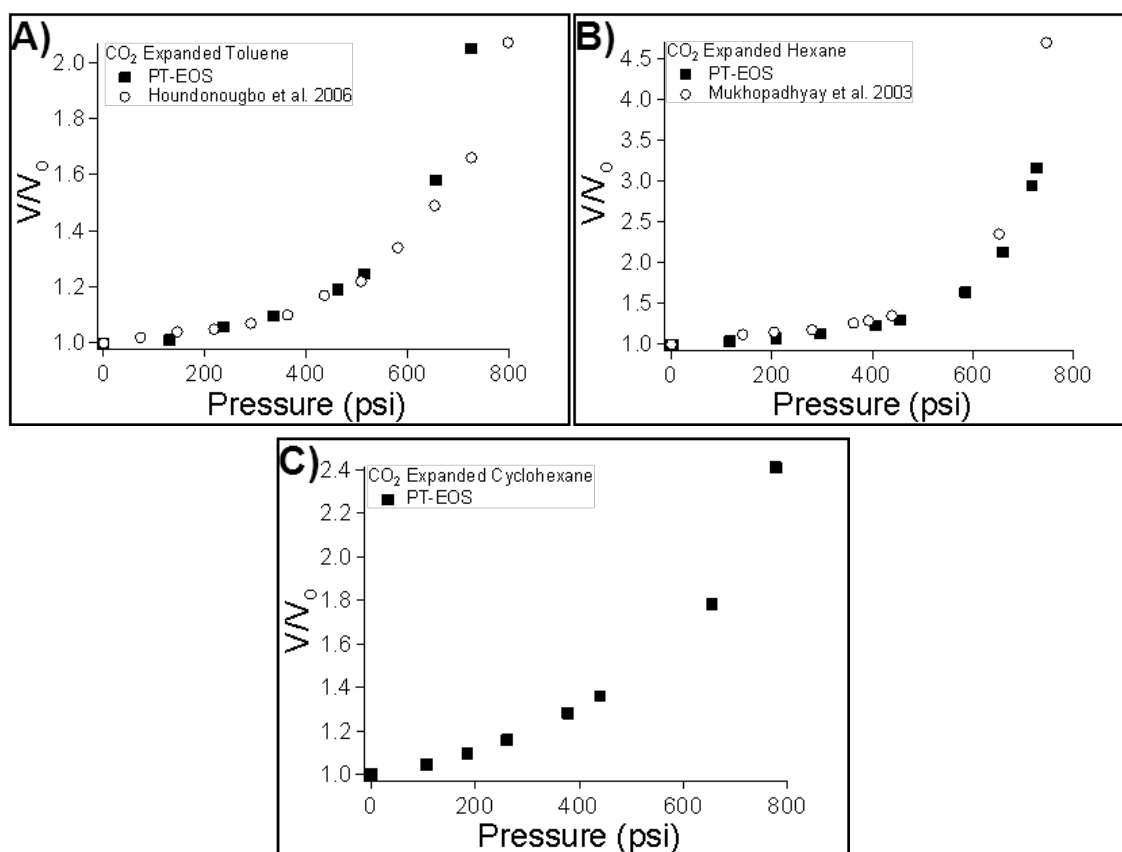 A)
CO₂ Expanded Toluene
PT-EOS
Houndonougbo et al. 2006
2.0
1.8
1.6
1.4
1.2
1.0
V/V₀
0
200
400
600
800
Pressure (psi)
B)
CO₂ Expanded Hexane
PT-EOS
Mukhopadhyay et al. 2003
4.5
4.0
3.5
3.0
2.5
2.0
1.5
1.0
V/V₀
0
200
400
600
800
Pressure (psi)
C)
CO₂ Expanded Cyclohexane
PT-EOS
2.4
2.2
2.0
1.8
1.6
1.4
1.2
1.0
V/V₀
0
200
400
600
800
Pressure (psi)